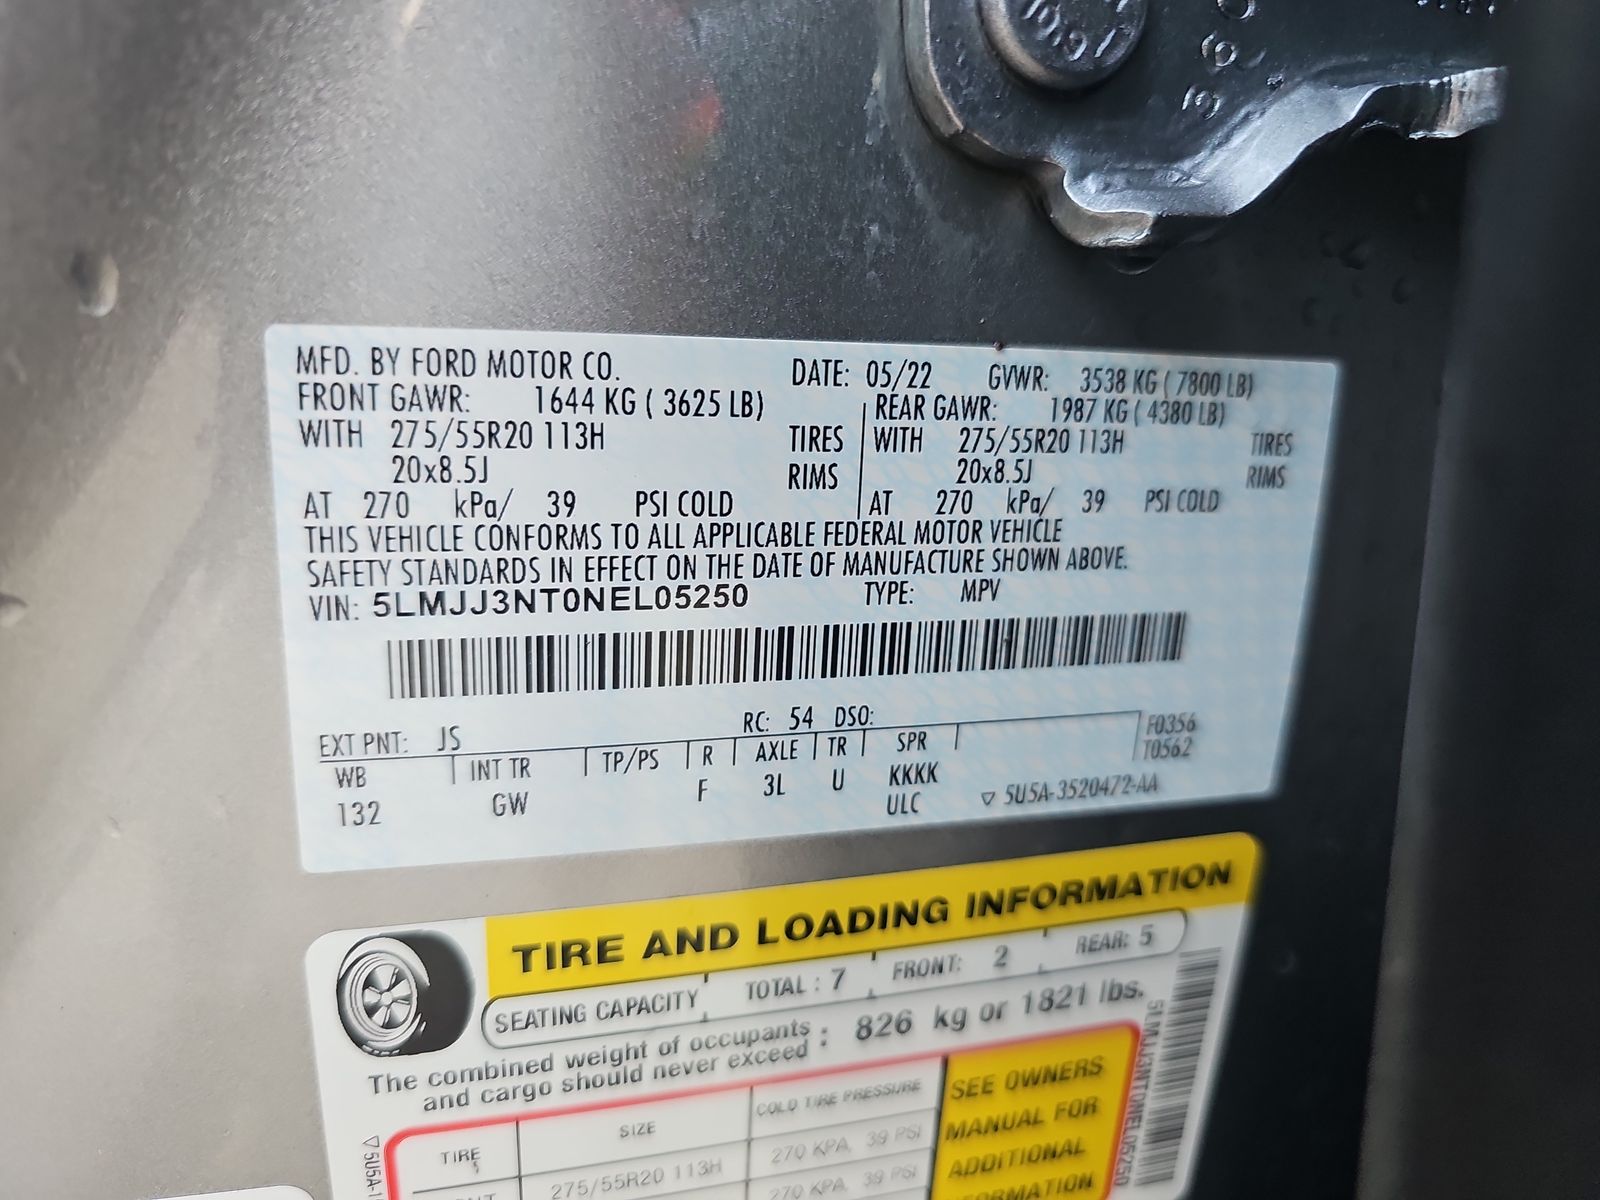 MFD. BY FORD MOTOR CO. DATE: 05/22 GVWR: 3538 KG ( 7800 LB)
FRONT GAWR: 1644 KG ( 3625 LB) REAR GAWR: 1987 KG ( 4380 LB)
WITH 275/55R20 113H TIRES WITH 275/55R20 113H TIRES
20x8.5J RIMS 20x8.5J RIMS
AT 270 kPa/ 39 PSI COLD AT 270 kPa/ 39 PSI COLD
THIS VEHICLE CONFORMS TO ALL APPLICABLE FEDERAL MOTOR VEHICLE
SAFETY STANDARDS IN EFFECT ON THE DATE OF MANUFACTURE SHOWN ABOVE.
VIN: 5LMJJ3NT0NEL05250 TYPE: MPV
EXT PNT: JS RC: 54 DSO: F0356
WB INT TR TP/PS R AXLE TR SPR T0562
132 GW F 3L U KKKK
ULC ▽ 5U5A-3520472-AA
TIRE AND LOADING INFORMATION
SEATING CAPACITY TOTAL : 7 FRONT: 2 REAR: 5
The combined weight of occupants
and cargo should never exceed : 826 kg or 1821 lbs.
TIRE SIZE COLD TIRE PRESSURE
275/55R20 113H 270 KPA, 39 PSI
270 KPA, 39 PSI
SEE OWNERS
MANUAL FOR
ADDITIONAL
5LMJJ3NT0NEL05250